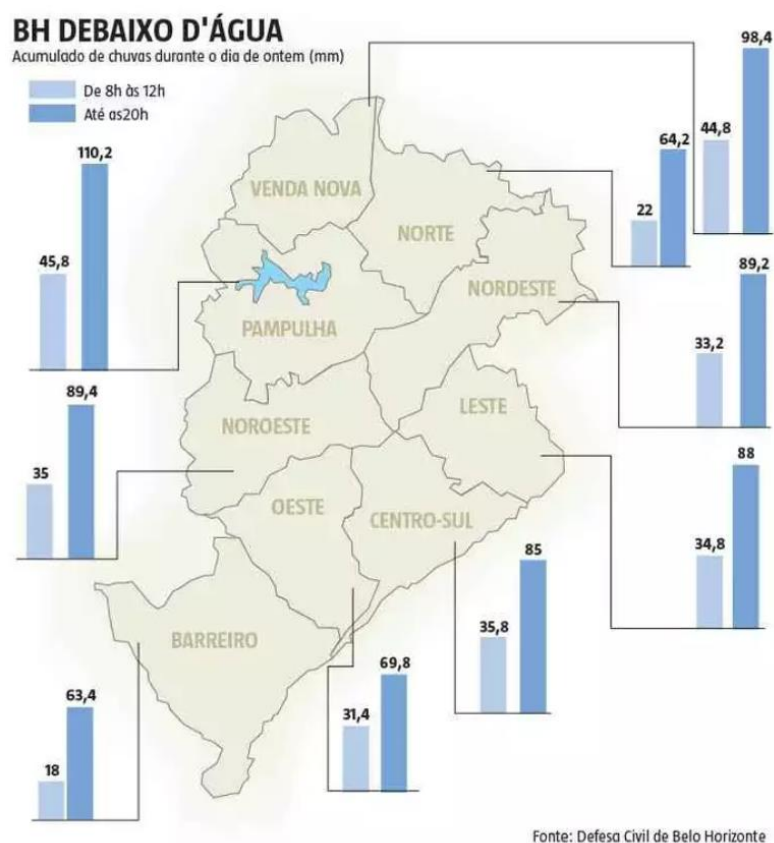 BH DEBAIXO D'ÁGUA
Acumulado de chuvas durante o dia de ontem (mm)
De 8h às 12h
Até as20h
98,4
44,8
64,2
22
110,2
45,8
VENDA NOVA
NORTE
NORDESTE
PAMPULHA
89,2
33,2
89,4
35
NOROESTE
LESTE
OESTE
CENTRO-SUL
88
34,8
85
35,8
BARREIRO
69,8
31,4
63,4
18
Fonte: Defesa Civil de Belo Horizonte